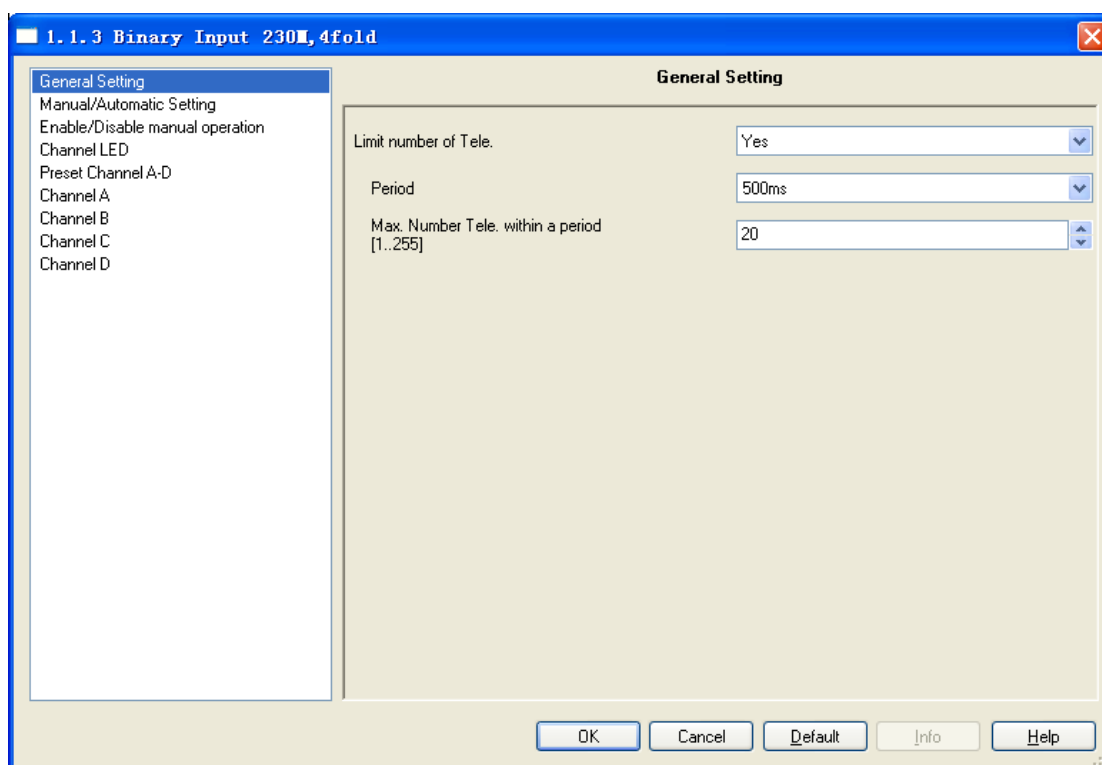 1.1.3 Binary Input 230M,4fold
General Setting
Manual/Automatic Setting
Enable/Disable manual operation
Channel LED
Preset Channel A-D
Channel A
Channel B
Channel C
Channel D
General Setting
Limit number of Tele.
Yes
Period
500ms
Max. Number Tele. within a period
[1..255]
20
OK
Cancel
Default
Info
Help